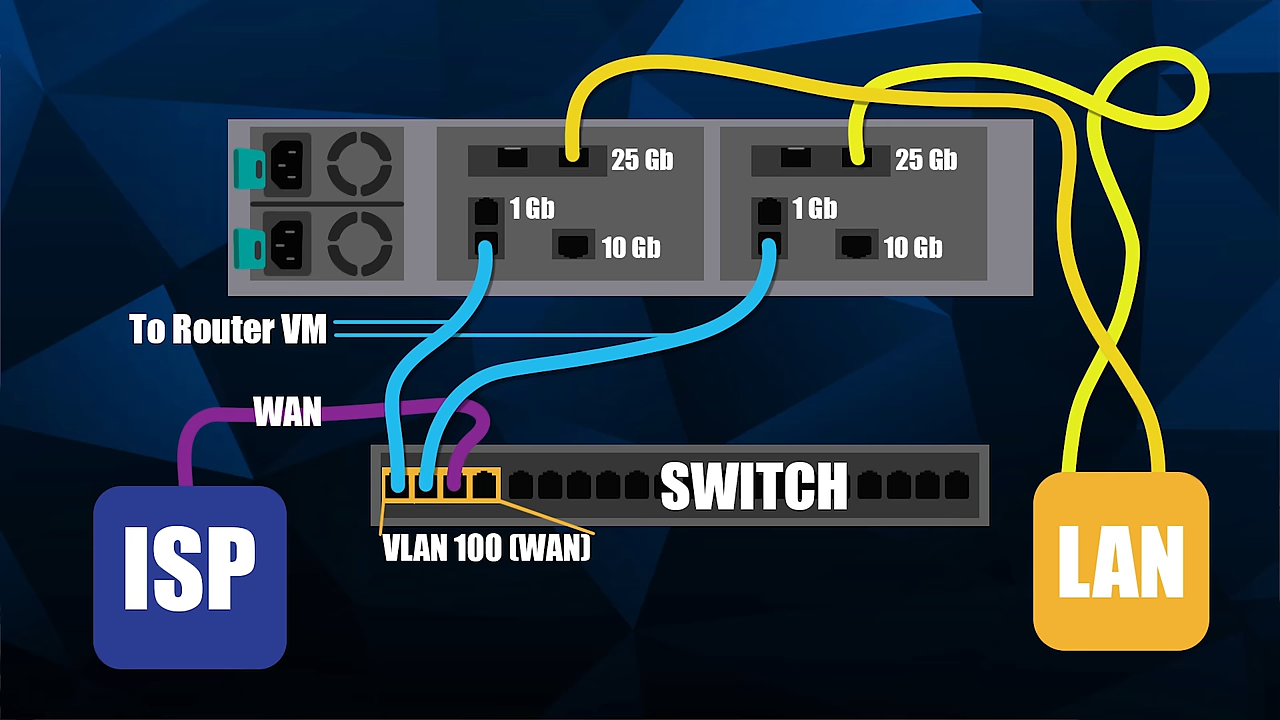 25 Gb
25 Gb
1 Gb
1 Gb
10 Gb
10 Gb
To Router VM
WAN
SWITCH
VLAN 100 (WAN)
ISP
LAN